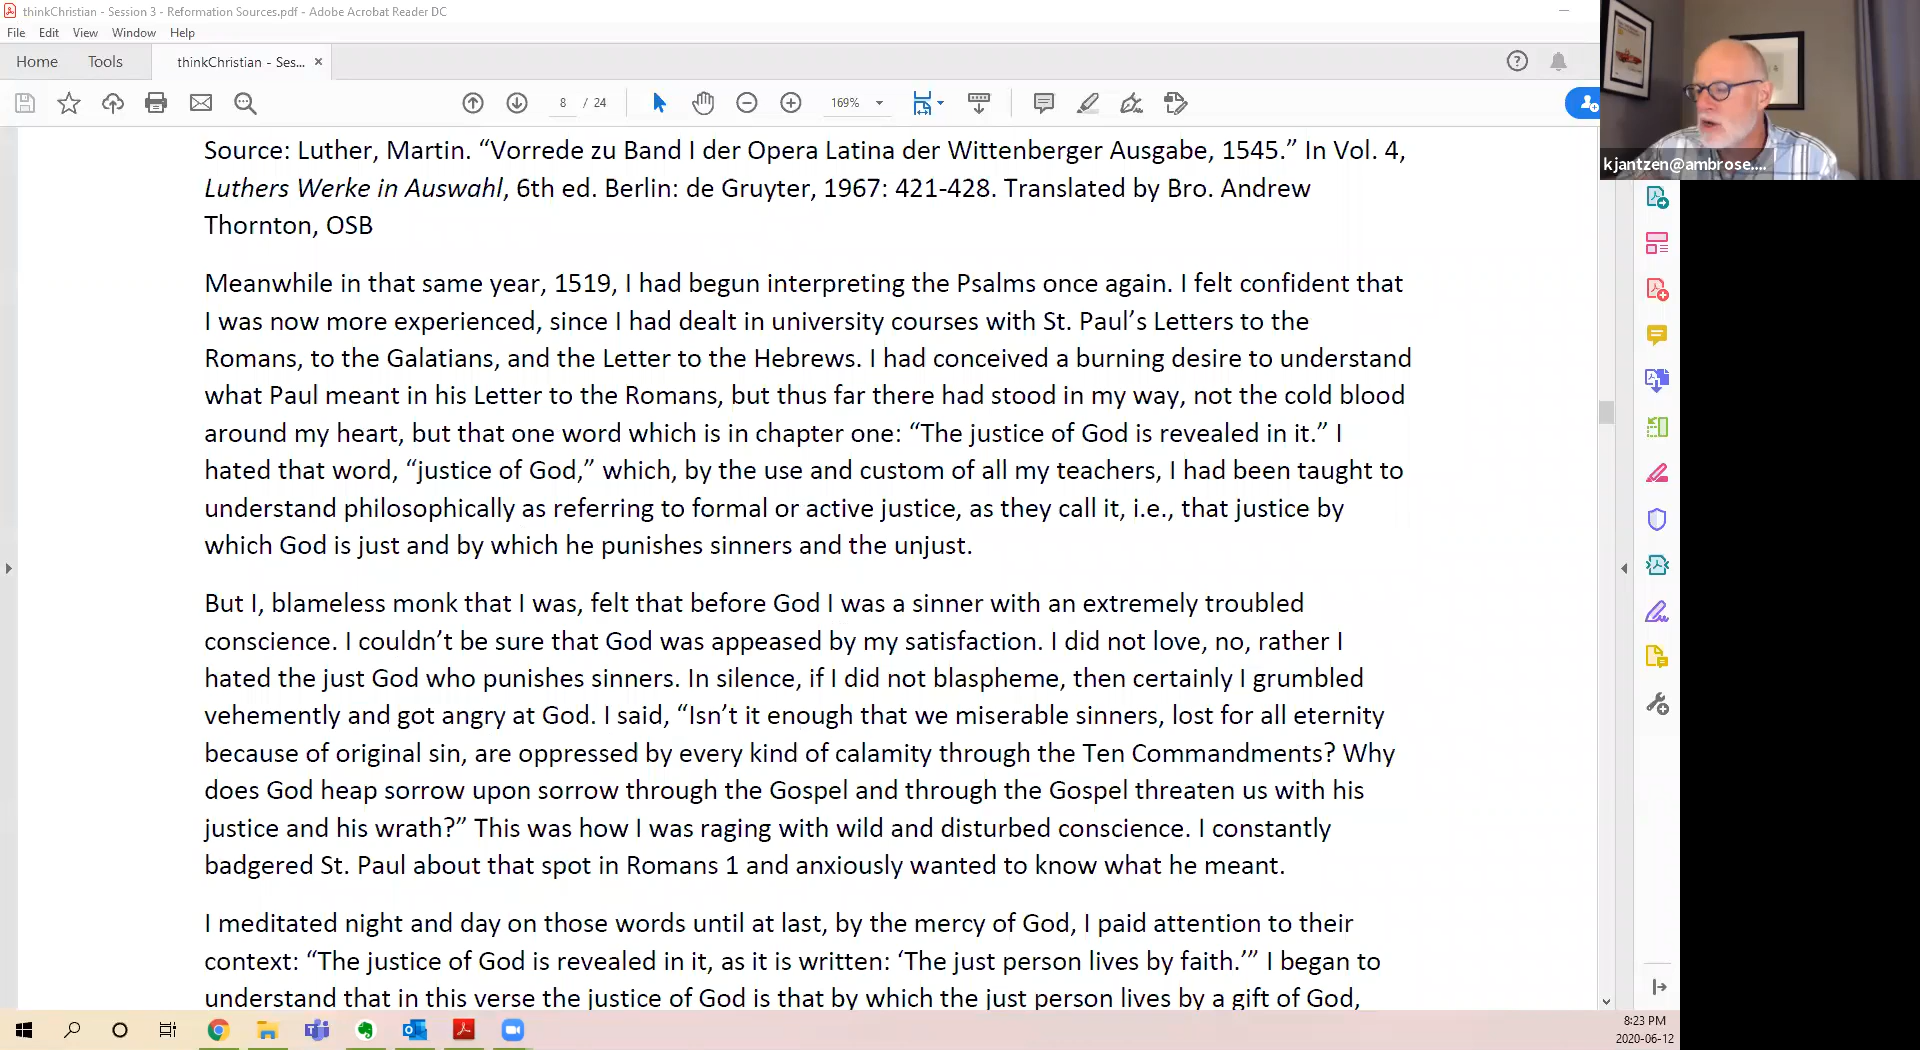 thinkChristian - Session 3 - Reformation Sources.pdf - Adobe Acrobat Reader DC
File Edit View Window Help
Home Tools thinkChristian - Ses... ×
8 / 24 169%
kjantzen@ambrose....
Source: Luther, Martin. “Vorrede zu Band I der Opera Latina der Wittenberger Ausgabe, 1545.” In Vol. 4,
Luthers Werke in Auswahl, 6th ed. Berlin: de Gruyter, 1967: 421-428. Translated by Bro. Andrew
Thornton, OSB
Meanwhile in that same year, 1519, I had begun interpreting the Psalms once again. I felt confident that
I was now more experienced, since I had dealt in university courses with St. Paul’s Letters to the
Romans, to the Galatians, and the Letter to the Hebrews. I had conceived a burning desire to understand
what Paul meant in his Letter to the Romans, but thus far there had stood in my way, not the cold blood
around my heart, but that one word which is in chapter one: “The justice of God is revealed in it.” I
hated that word, “justice of God,” which, by the use and custom of all my teachers, I had been taught to
understand philosophically as referring to formal or active justice, as they call it, i.e., that justice by
which God is just and by which he punishes sinners and the unjust.
But I, blameless monk that I was, felt that before God I was a sinner with an extremely troubled
conscience. I couldn’t be sure that God was appeased by my satisfaction. I did not love, no, rather I
hated the just God who punishes sinners. In silence, if I did not blaspheme, then certainly I grumbled
vehemently and got angry at God. I said, “Isn’t it enough that we miserable sinners, lost for all eternity
because of original sin, are oppressed by every kind of calamity through the Ten Commandments? Why
does God heap sorrow upon sorrow through the Gospel and through the Gospel threaten us with his
justice and his wrath?” This was how I was raging with wild and disturbed conscience. I constantly
badgered St. Paul about that spot in Romans 1 and anxiously wanted to know what he meant.
I meditated night and day on those words until at last, by the mercy of God, I paid attention to their
context: “The justice of God is revealed in it, as it is written: ‘The just person lives by faith.’” I began to
understand that in this verse the justice of God is that by which the just person lives by a gift of God,
8:23 PM
2020-06-12